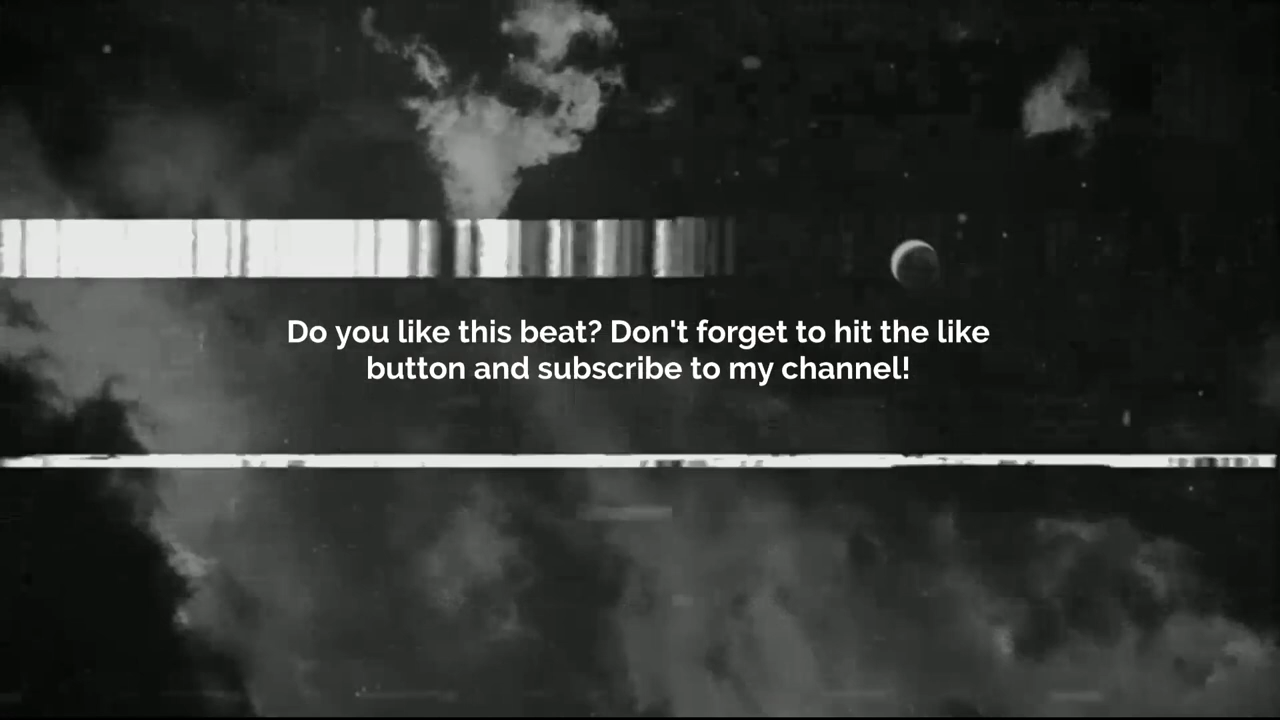 Do you like this beat? Don't forget to hit the like
button and subscribe to my channel!